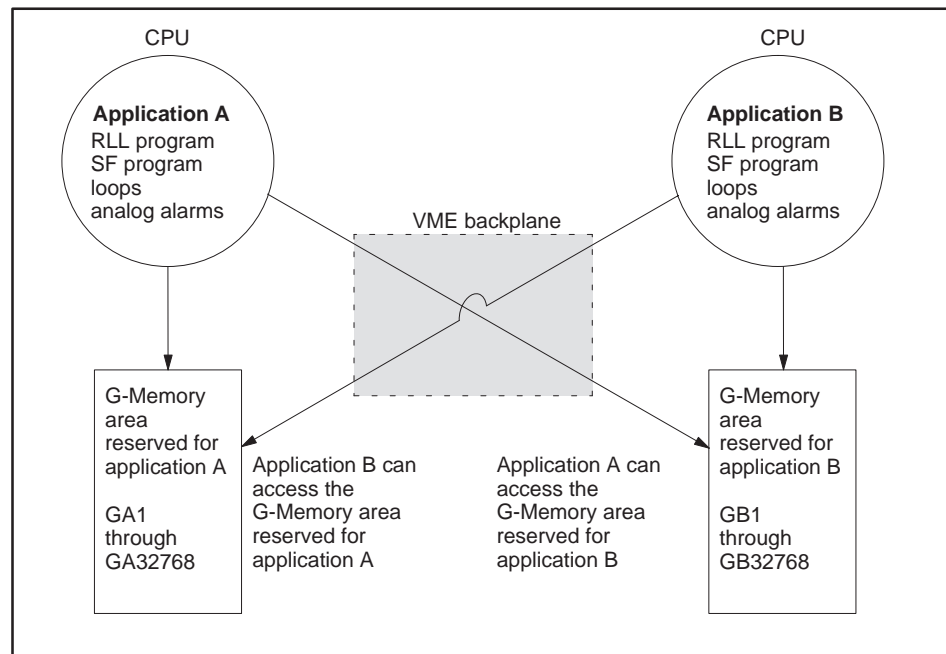 CPU
CPU
Application A
RLL program
SF program
loops
analog alarms
Application B
RLL program
SF program
loops
analog alarms
VME backplane
G-Memory
area
reserved for
application A
GA1
through
GA32768
Application B can
access the
G-Memory area
reserved for
application A
Application A can
access the
G-Memory area
reserved for
application B
G-Memory
area
reserved for
application B
GB1
through
GB32768